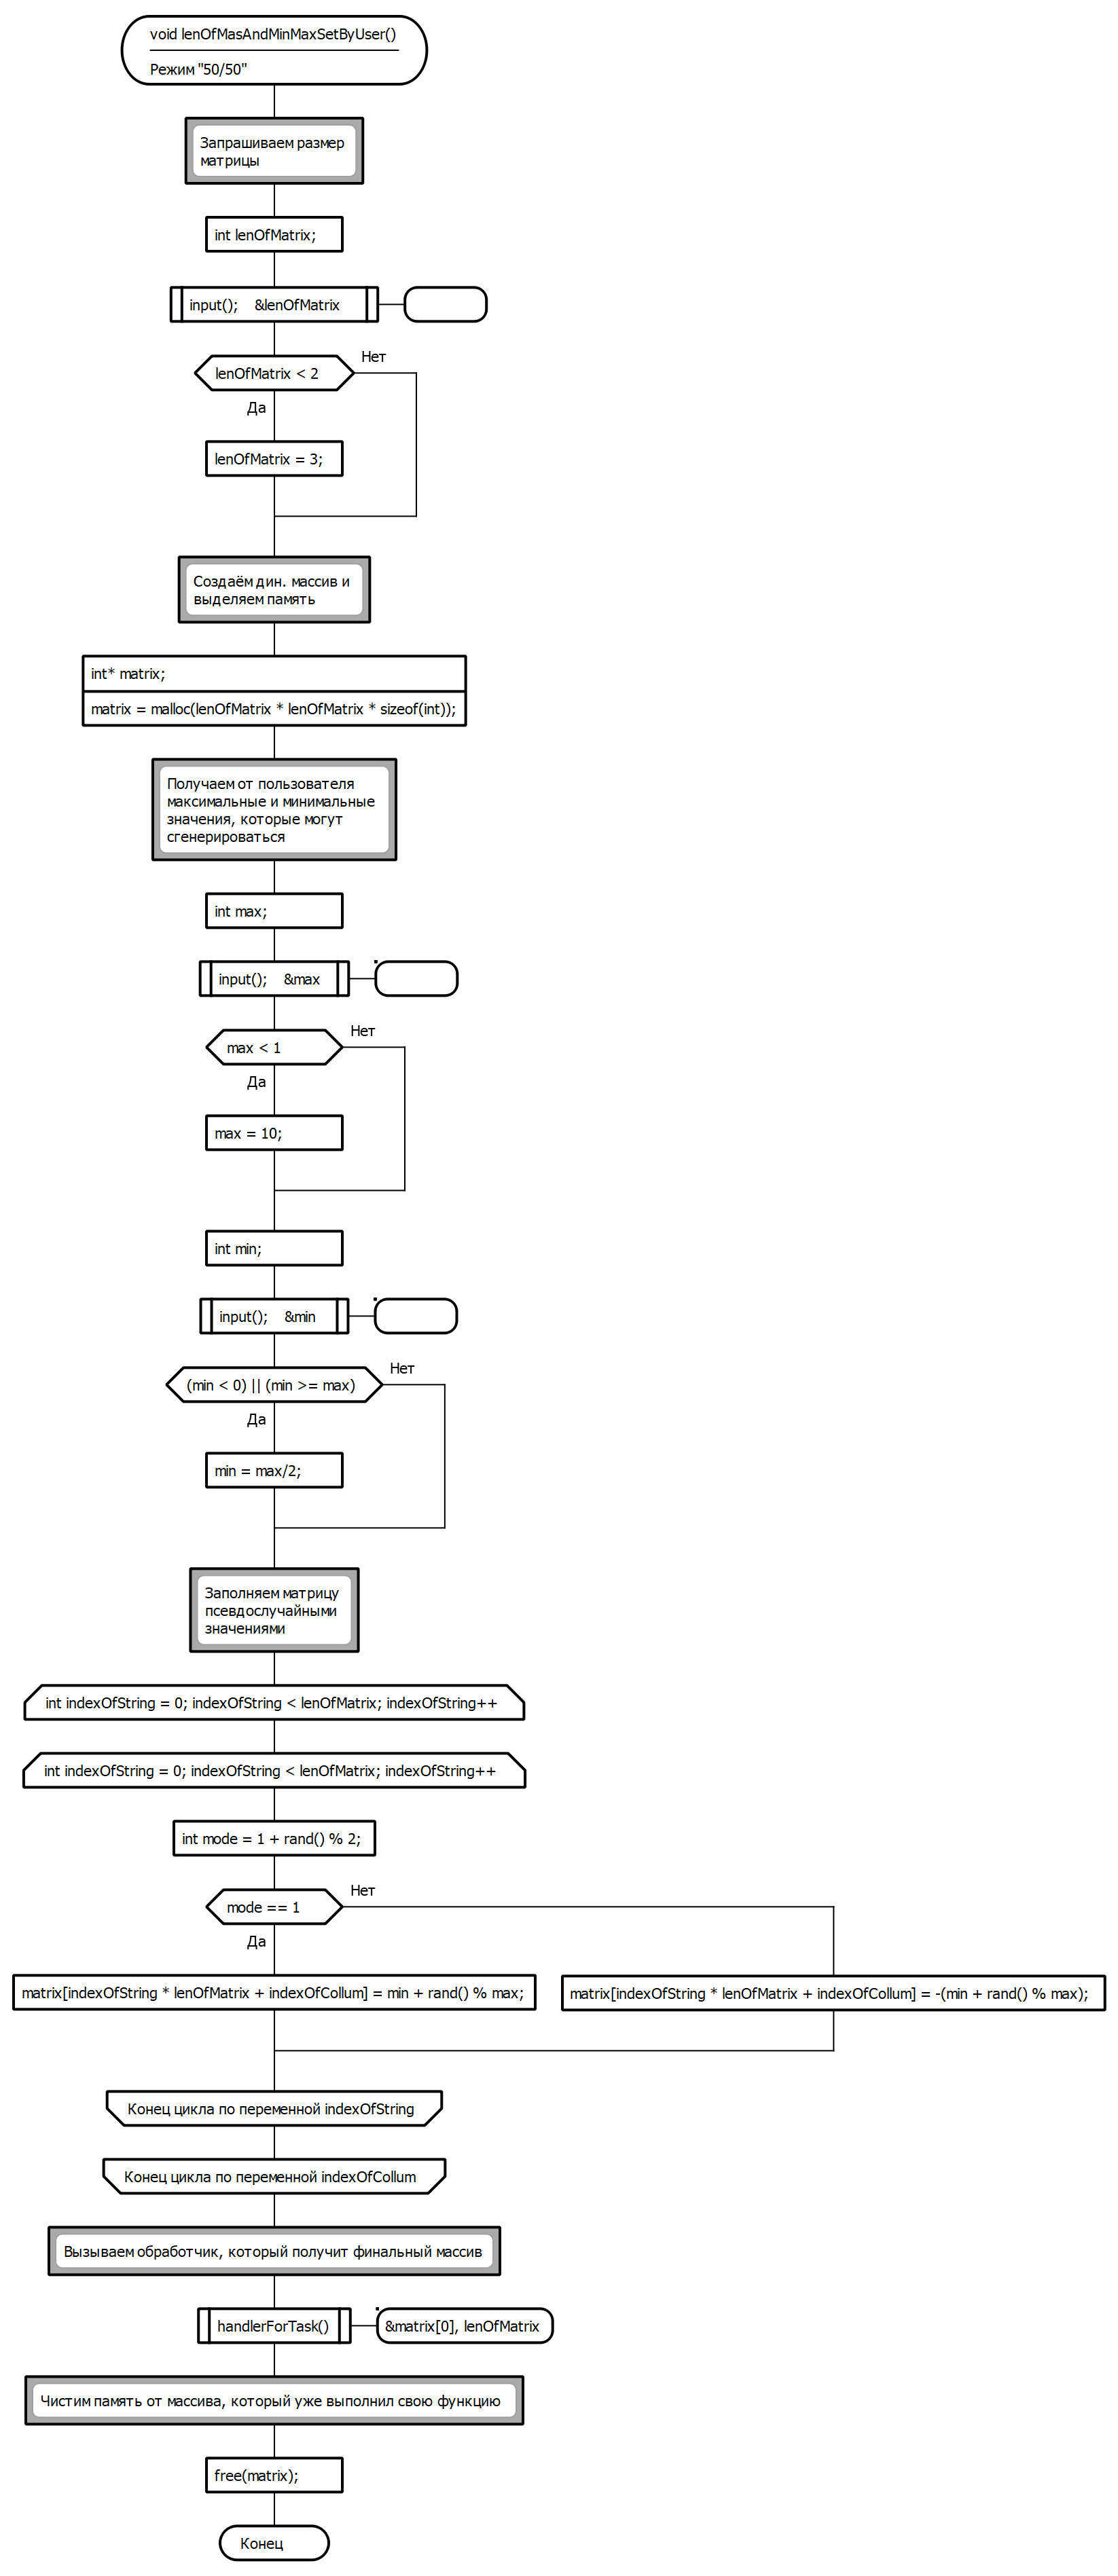 void lenOfMasAndMinMaxSetByUser()
Режим "50/50"
Запрашиваем размер
матрицы
int lenOfMatrix;
input();    &lenOfMatrix
lenOfMatrix < 2
Нет
Да
lenOfMatrix = 3;
Создаём дин. массив и
выделяем память
int* matrix;
matrix = malloc(lenOfMatrix * lenOfMatrix * sizeof(int));
Получаем от пользователя
максимальные и минимальные
значения, которые могут
сгенерироваться
int max;
input();    &max
max < 1
Нет
Да
max = 10;
int min;
input();    &min
(min < 0) || (min >= max)
Нет
Да
min = max/2;
Заполняем матрицу
псевдослучайными
значениями
int indexOfString = 0; indexOfString < lenOfMatrix; indexOfString++
int indexOfString = 0; indexOfString < lenOfMatrix; indexOfString++
int mode = 1 + rand() % 2;
mode == 1
Нет
Да
matrix[indexOfString * lenOfMatrix + indexOfCollum] = min + rand() % max;
matrix[indexOfString * lenOfMatrix + indexOfCollum] = -(min + rand() % max);
Конец цикла по переменной indexOfString
Конец цикла по переменной indexOfCollum
Вызываем обработчик, который получит финальный массив
handlerForTask()
&matrix[0], lenOfMatrix
Чистим память от массива, который уже выполнил свою функцию
free(matrix);
Конец